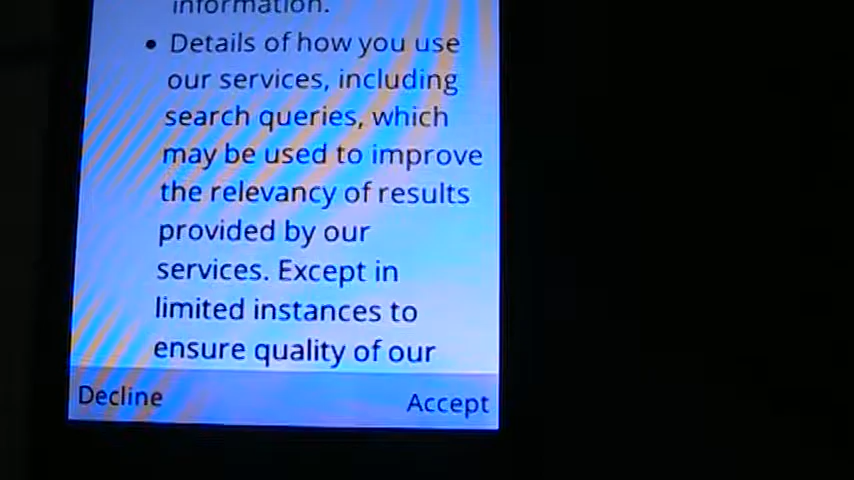 information.
• Details of how you use
our services, including
search queries, which
may be used to improve
the relevancy of results
provided by our
services. Except in
limited instances to
ensure quality of our
Decline
Accept